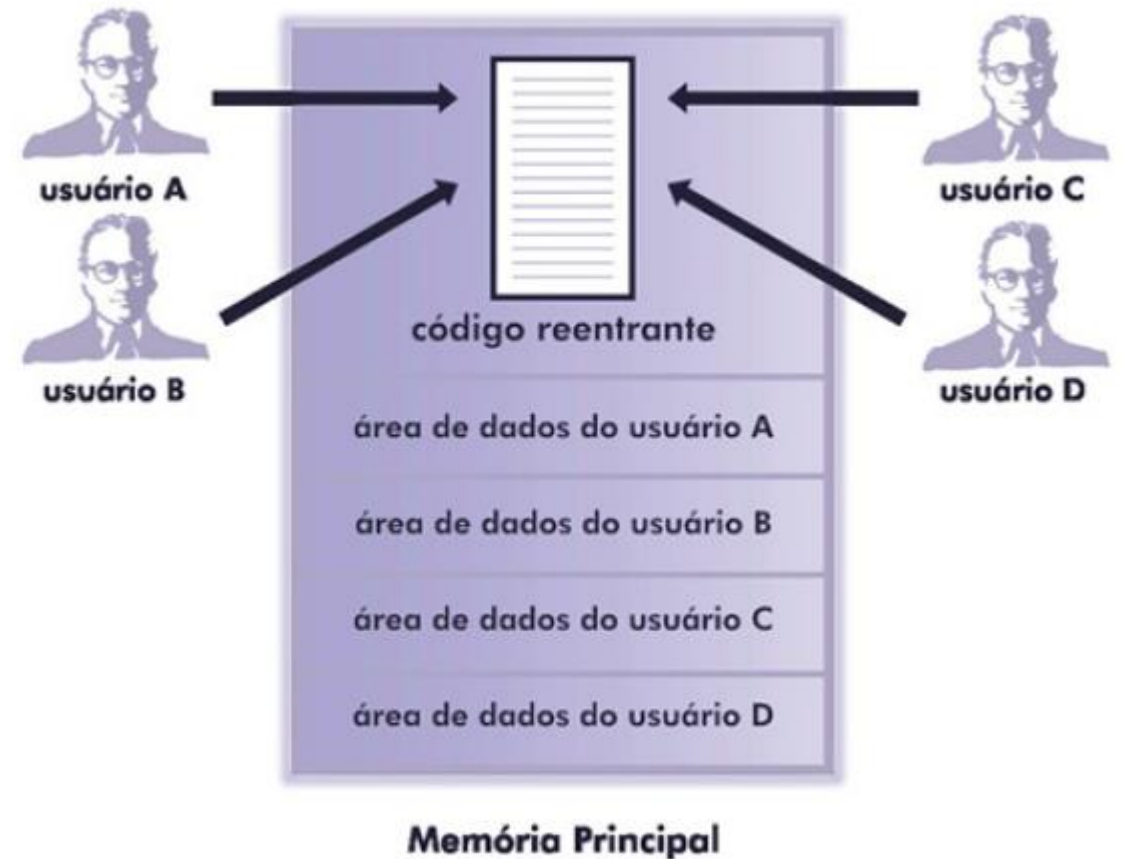 usuário A
usuário B
usuário C
usuário D
código reentrante
área de dados do usuário A
área de dados do usuário B
área de dados do usuário C
área de dados do usuário D
Memória Principal